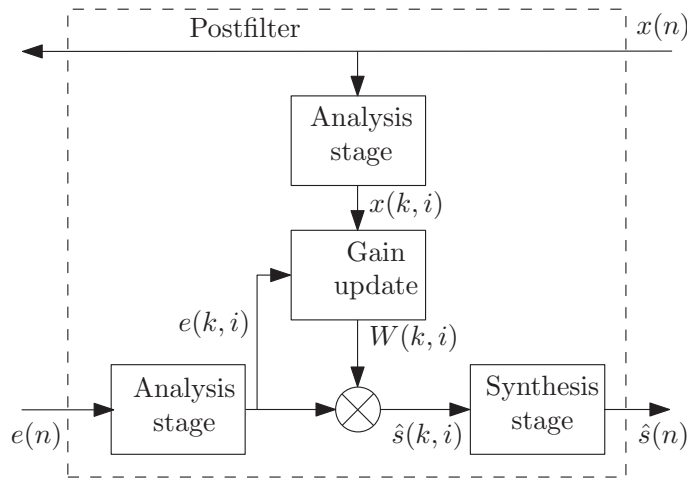 Postfilter
x(n)
Analysis
stage
x(k, i)
Gain
update
e(k, i)
W(k, i)
Analysis
stage
Synthesis
stage
e(n)
ŝ(k, i)
ŝ(n)